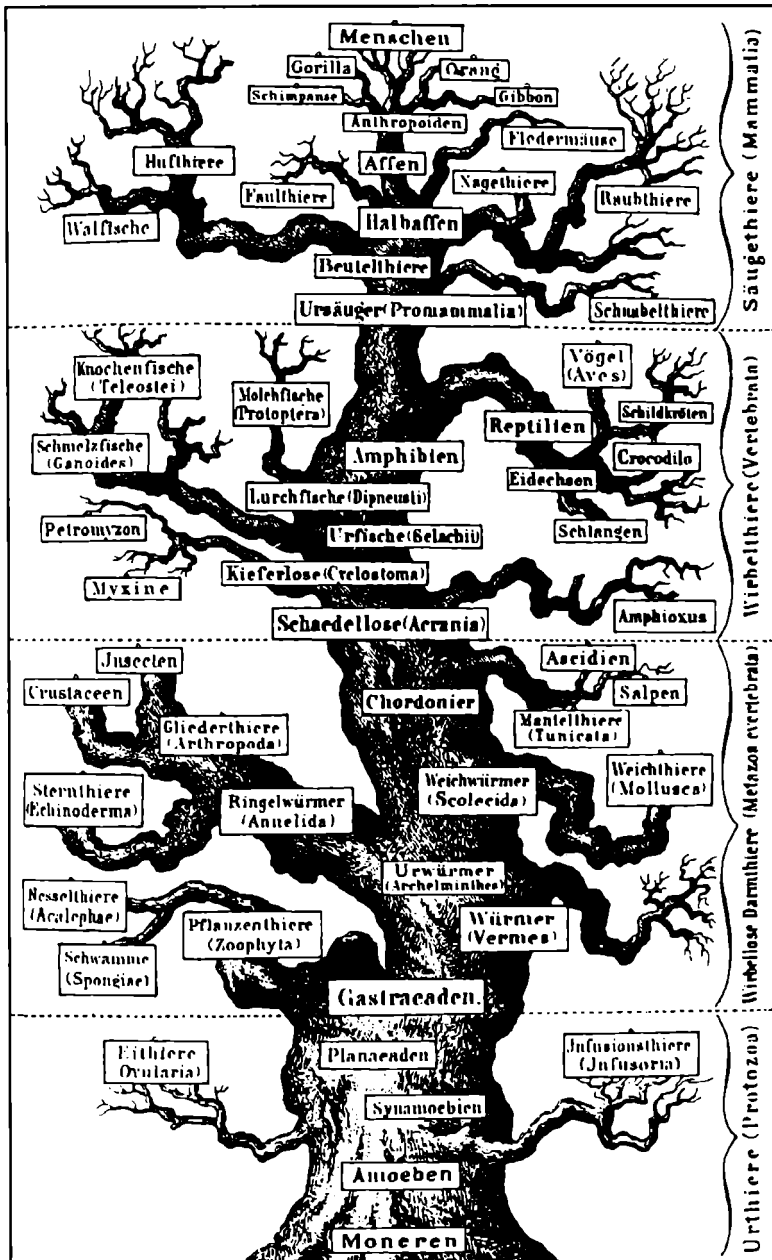 Menschen
Gorilla
Orang
Schimpanse
Gibbon
Anthropoiden
Fledermäuse
Hufthiere
Affen
Faulthiere
Nagethiere
Raubthiere
Walfische
Halbaffen
Beutelthiere
Ursäuger (Promammalia)
Schnabelthiere
Säugethiere (Mammalia)
Knochenfische
(Teleostei)
Molchfische
(Protoptera)
Vögel
(Aves)
Schildkröten
Schmelzfische
(Ganoides)
Amphibien
Reptilien
Crocodile
Eidechsen
Lurchfische (Dipneusti)
Schlangen
Petromyzon
Urfische (Selachii)
Myxine
Kieferlose (Cyclostoma)
Amphioxus
Schaedellose (Acrania)
Wirbelthiere (Vertebrata)
Jnsecten
Crustaceen
Ascidien
Salpen
Chordonier
Gliederthiere
(Arthropoda)
Mantelthiere
(Tunicata)
Sternthiere
(Echinoderma)
Ringelwürmer
(Annelida)
Weichwürmer
(Scolecida)
Weichthiere
(Mollusca)
Urwürmer
(Archelminthes)
Nesselthiere
(Acalephae)
Pflanzenthiere
(Zoophyta)
Würmer
(Vermes)
Schwämme
(Spongiae)
Gastraeaden.
Wirbellose Darmthiere (Metazoa evertebrata)
Planaeaden
Eithiere
Ovularia)
Jnfusionsthiere
(Jnfusoria)
Synamoebien
Amoeben
Moneren
Urthiere (Protozoa)